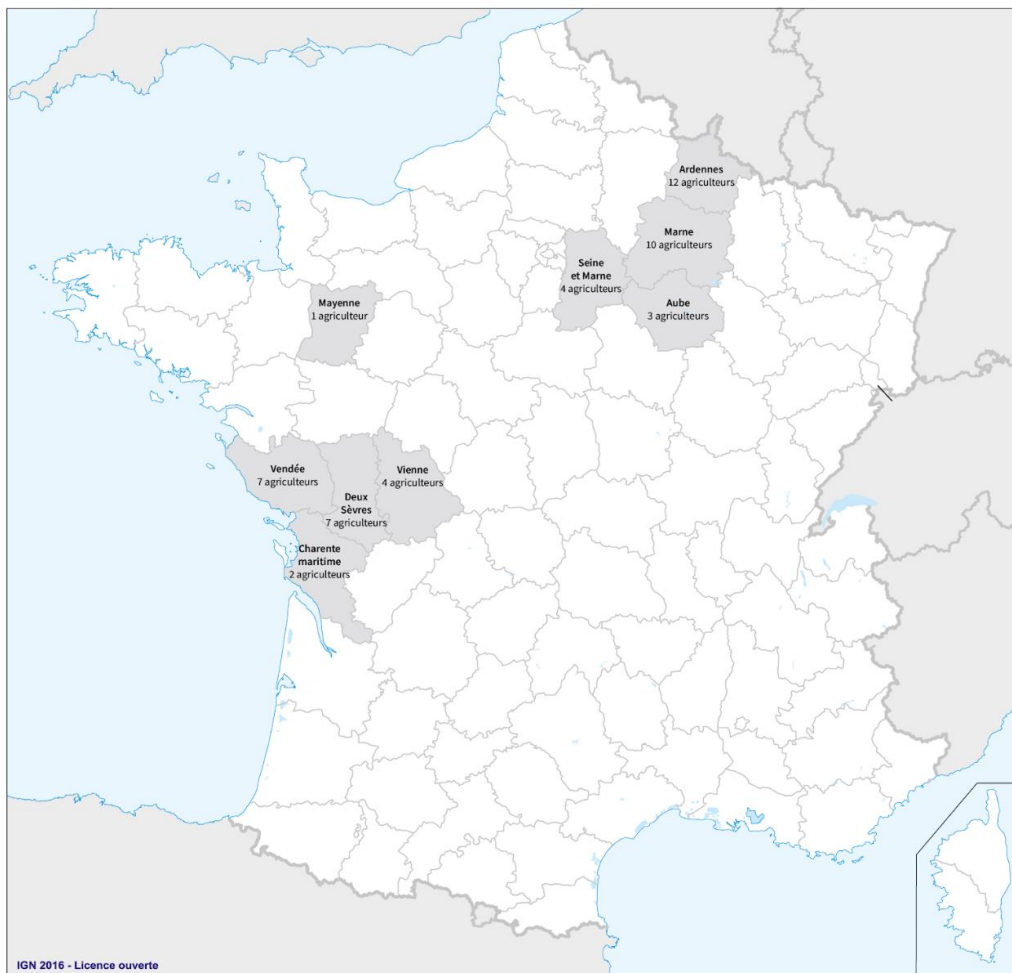 Ardennes
12 agriculteurs
Marne
10 agriculteurs
Seine
et Marne
4 agriculteurs
Aube
3 agriculteurs
Mayenne
1 agriculteur
Vendée
7 agriculteurs
Deux
Sèvres
7 agriculteurs
Vienne
4 agriculteurs
Charente
maritime
2 agriculteurs
IGN 2016 - Licence ouverte